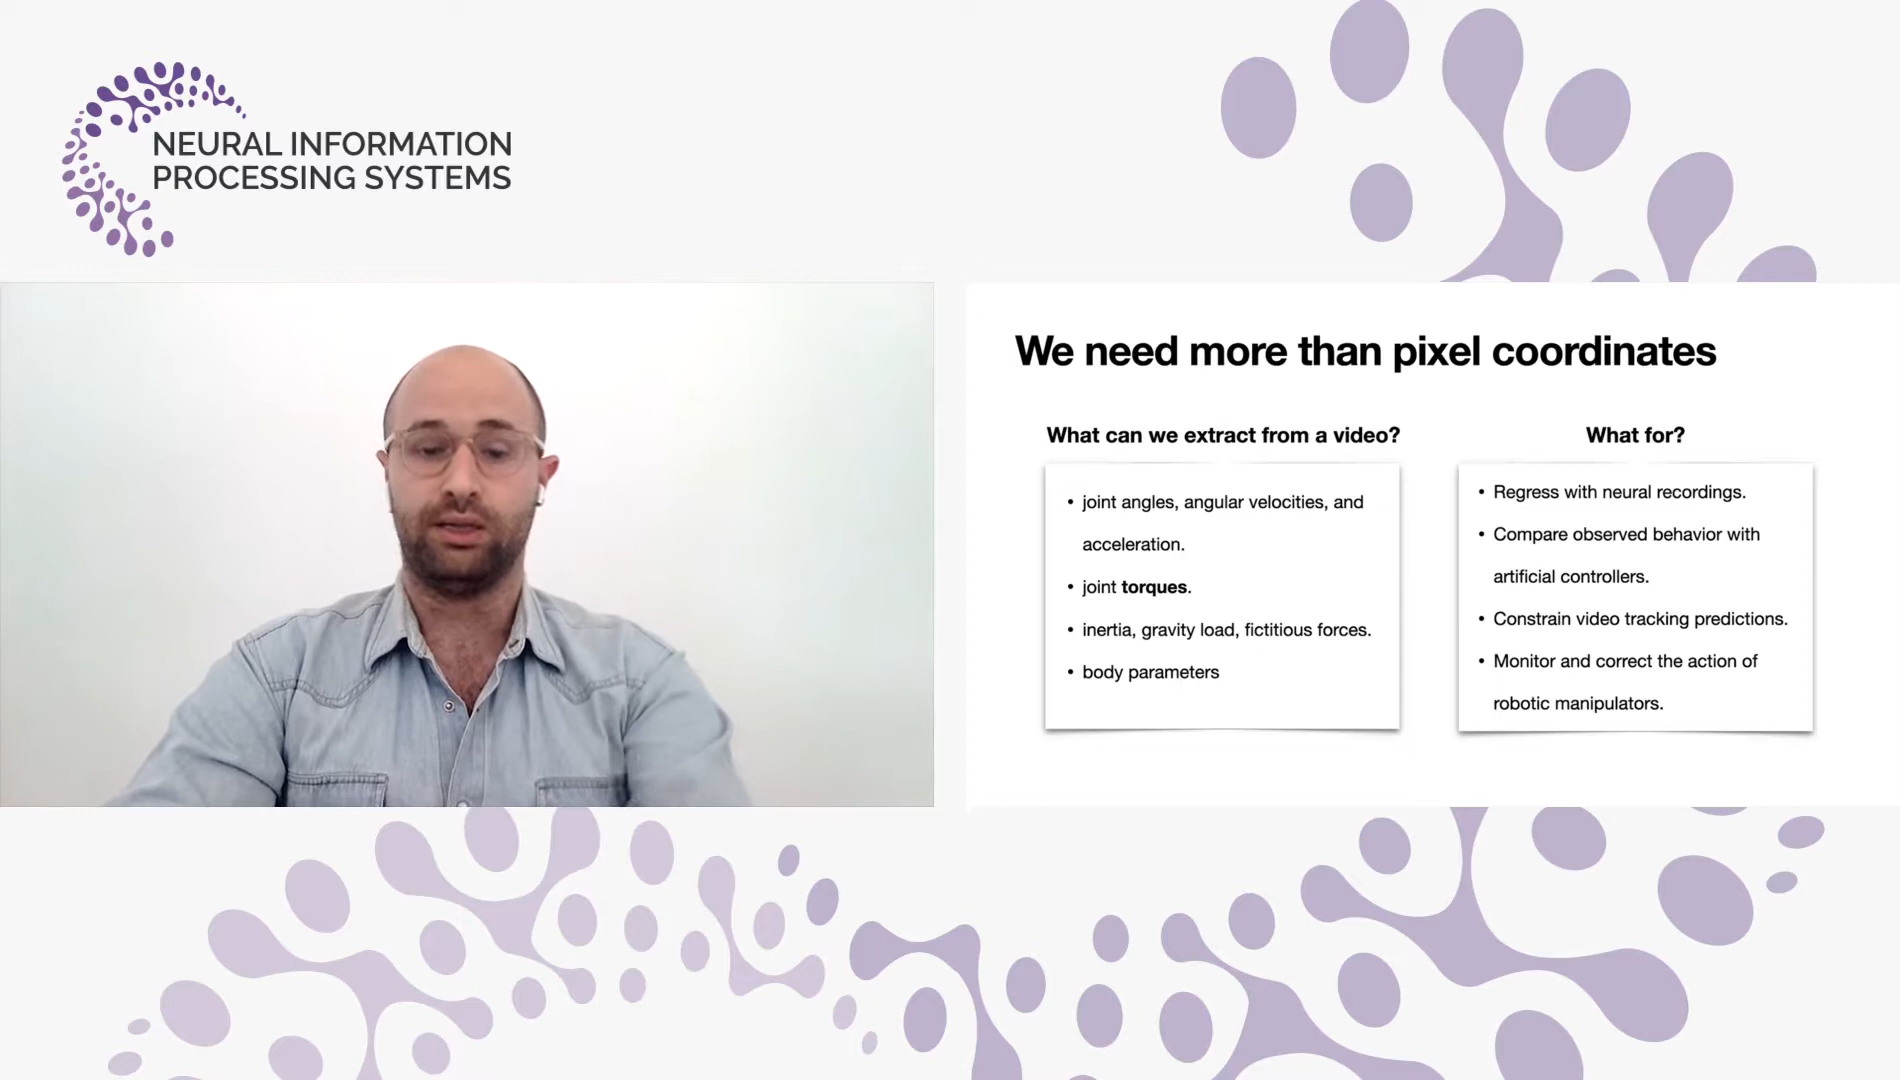 NEURAL INFORMATION
PROCESSING SYSTEMS
We need more than pixel coordinates
What can we extract from a video?
• joint angles, angular velocities, and
acceleration.
• joint torques.
• inertia, gravity load, fictitious forces.
• body parameters
What for?
• Regress with neural recordings.
• Compare observed behavior with
artificial controllers.
• Constrain video tracking predictions.
• Monitor and correct the action of
robotic manipulators.